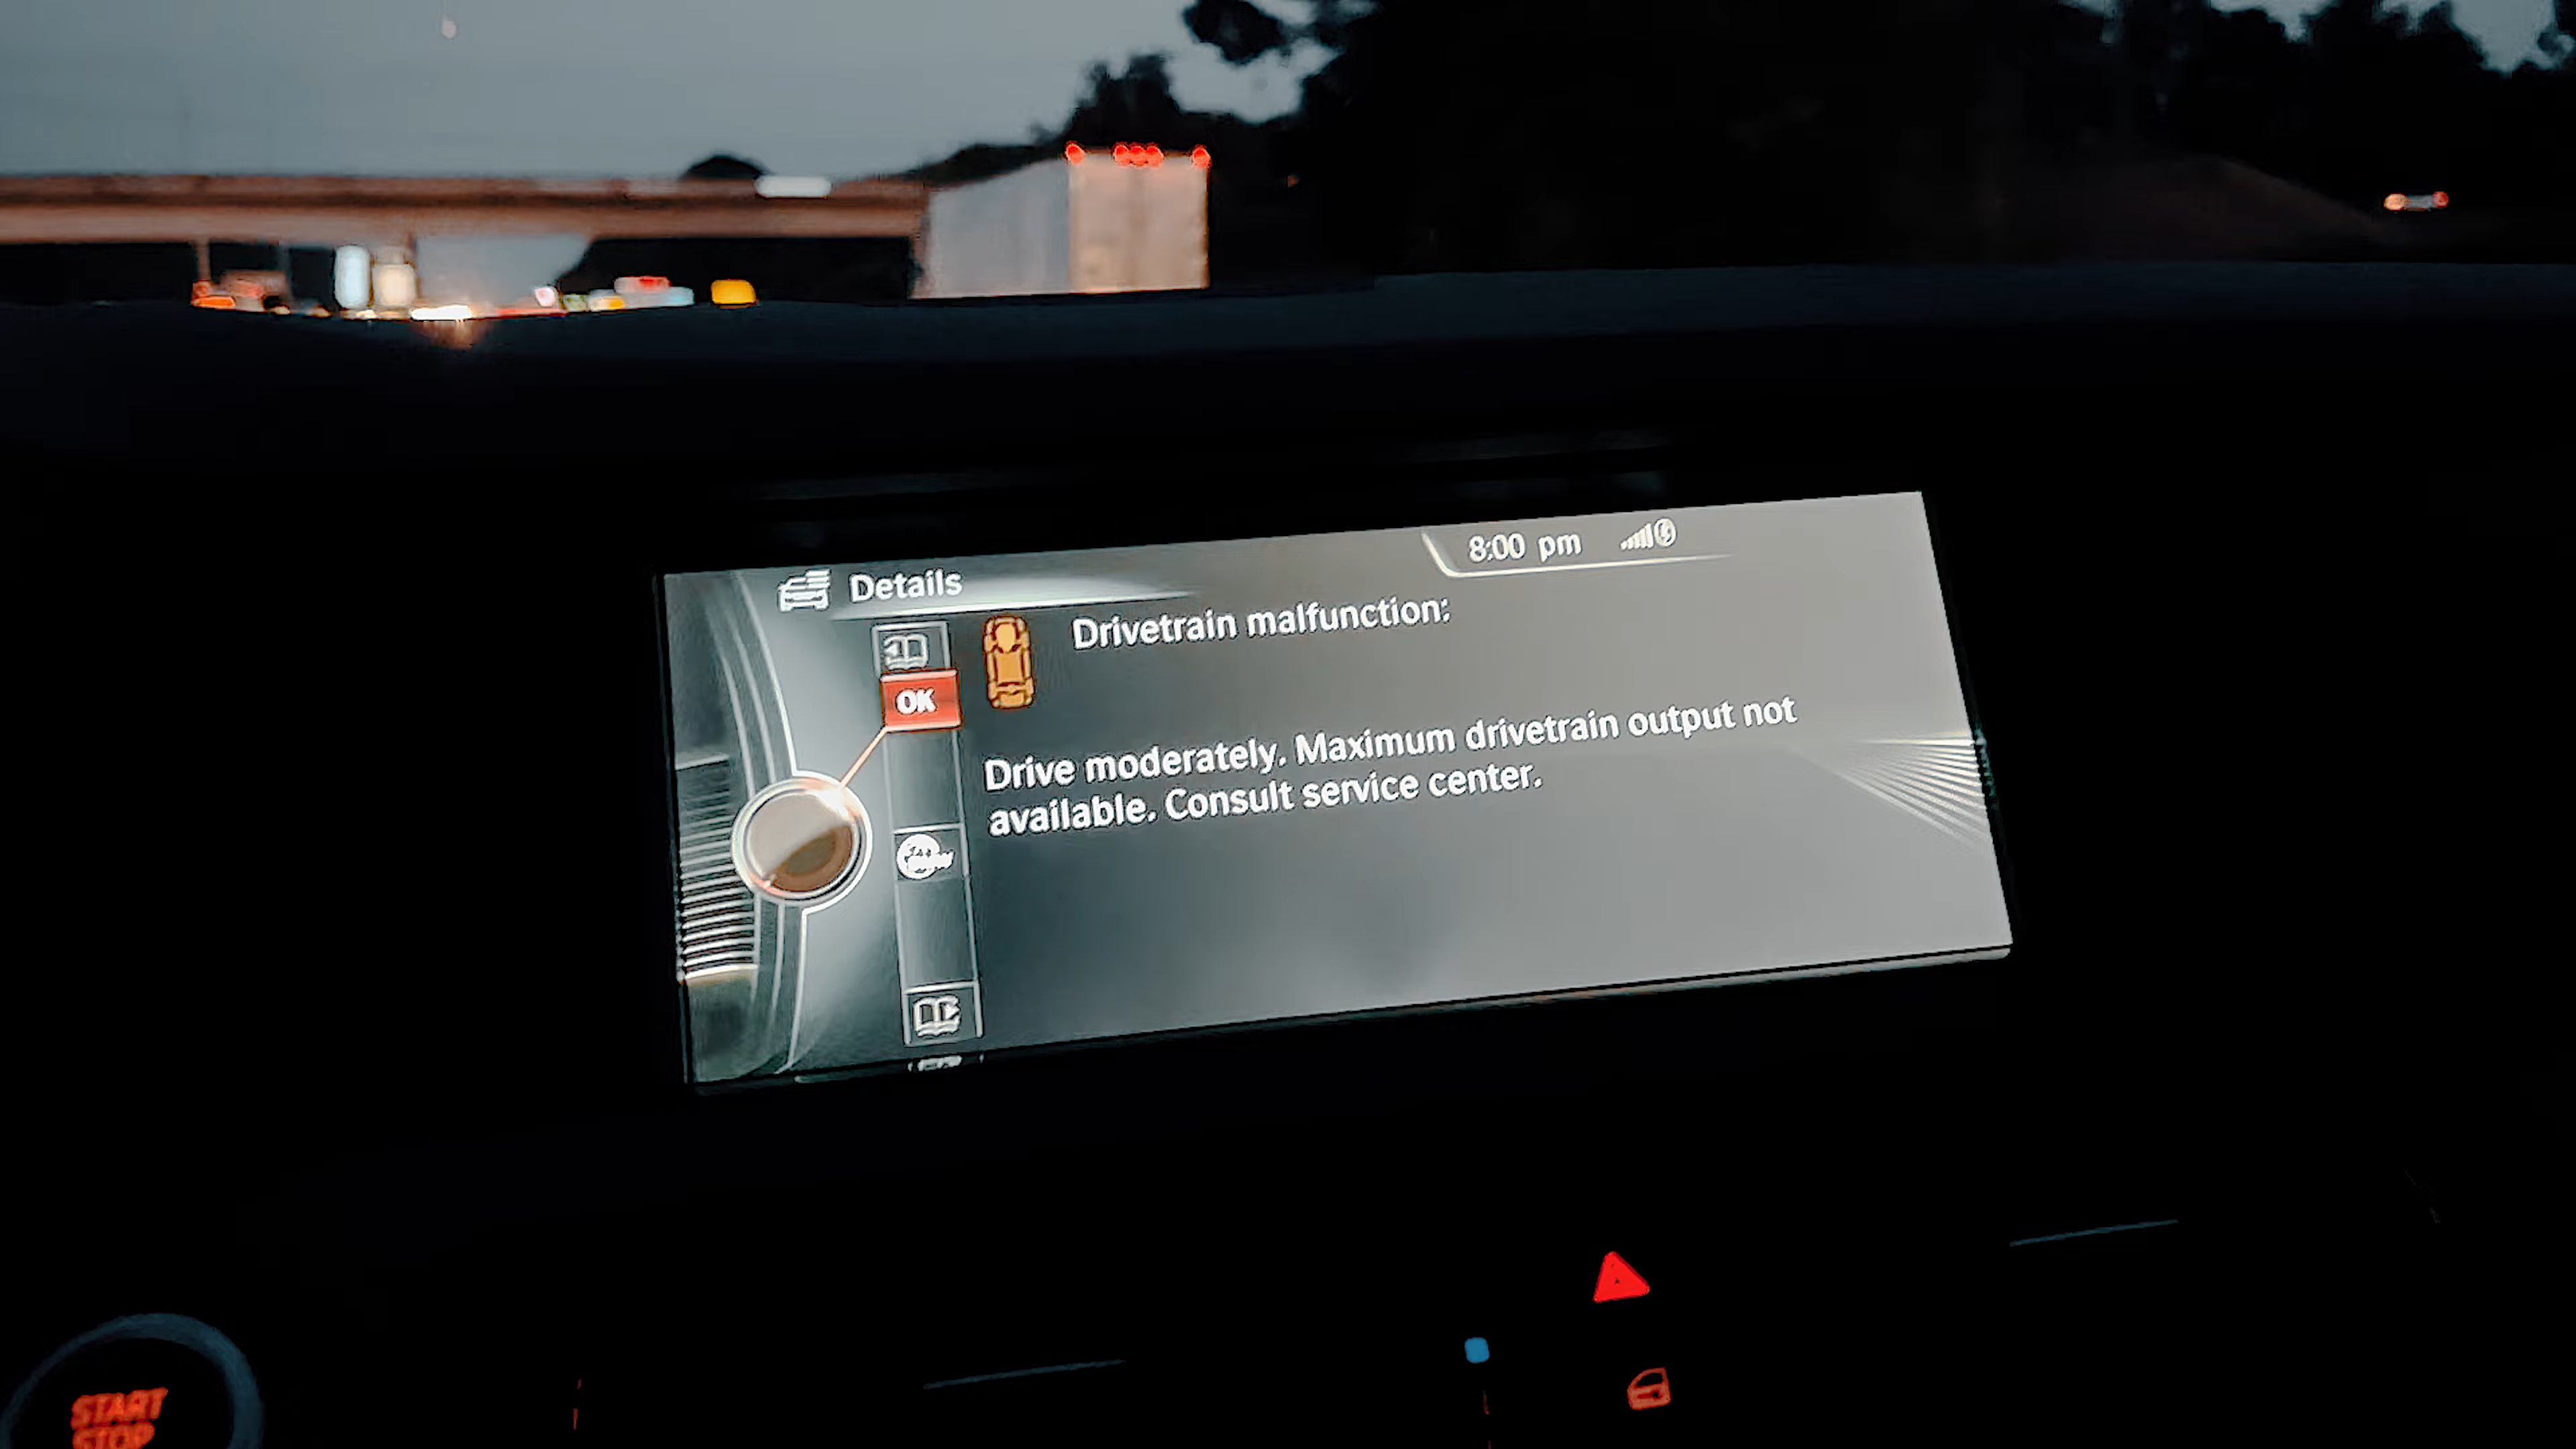 8:00 pm
Details
Drivetrain malfunction:
OK
Drive moderately. Maximum drivetrain output not
available. Consult service center.
START
STOP